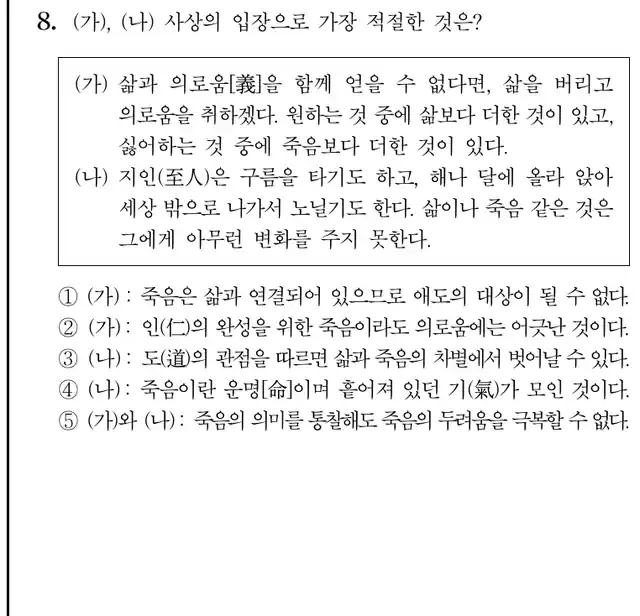 8. (가), (나) 사상의 입장으로 가장 적절한 것은?
(가) 삶과 의로움[義]을 함께 얻을 수 없다면, 삶을 버리고
의로움을 취하겠다. 원하는 것 중에 삶보다 더한 것이 있고,
싫어하는 것 중에 죽음보다 더한 것이 있다.
(나) 지인(至人)은 구름을 타기도 하고, 해나 달에 올라 앉아
세상 밖으로 나가서 노닐기도 한다. 삶이나 죽음 같은 것은
그에게 아무런 변화를 주지 못한다.
① (가) : 죽음은 삶과 연결되어 있으므로 애도의 대상이 될 수 없다.
② (가) : 인(仁)의 완성을 위한 죽음이라도 의로움에는 어긋난 것이다.
③ (나) : 도(道)의 관점을 따르면 삶과 죽음의 차별에서 벗어날 수 있다.
④ (나) : 죽음이란 운명[命]이며 흩어져 있던 기(氣)가 모인 것이다.
⑤ (가)와 (나) : 죽음의 의미를 통찰해도 죽음의 두려움을 극복할 수 없다.